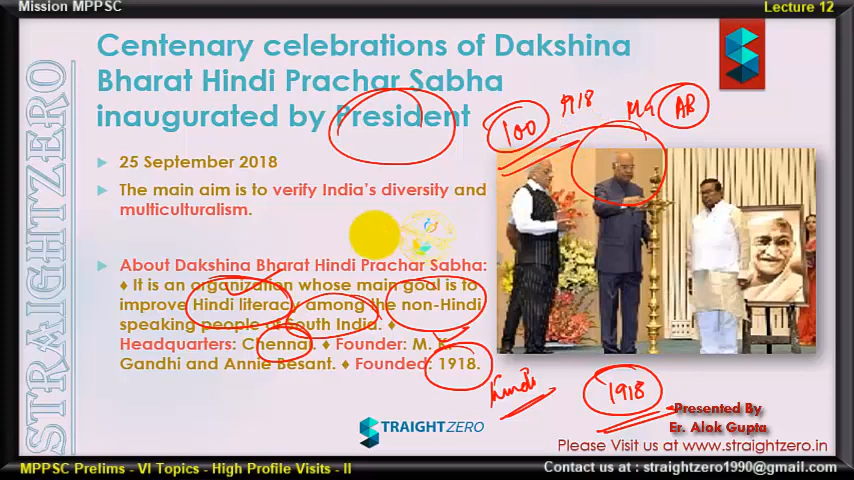 Mission MPPSC
Lecture 12
STRAIGHTZERO
Centenary celebrations of Dakshina
Bharat Hindi Prachar Sabha
inaugurated by President
100
1918
MG AB
25 September 2018
The main aim is to verify India's diversity and
multiculturalism.
About Dakshina Bharat Hindi Prachar Sabha:
♦ It is an organization whose main goal is to
improve Hindi literacy among the non-Hindi
speaking people of South India. ♦
Headquarters: Chennai. ♦ Founder: M. K.
Gandhi and Annie Besant. ♦ Founded: 1918.
Hindi
1918
Presented By
Er. Alok Gupta
STRAIGHTZERO
Please Visit us at www.straightzero.in
MPPSC Prelims - VI Topics - High Profile Visits - II
Contact us at : straightzero1990@gmail.com